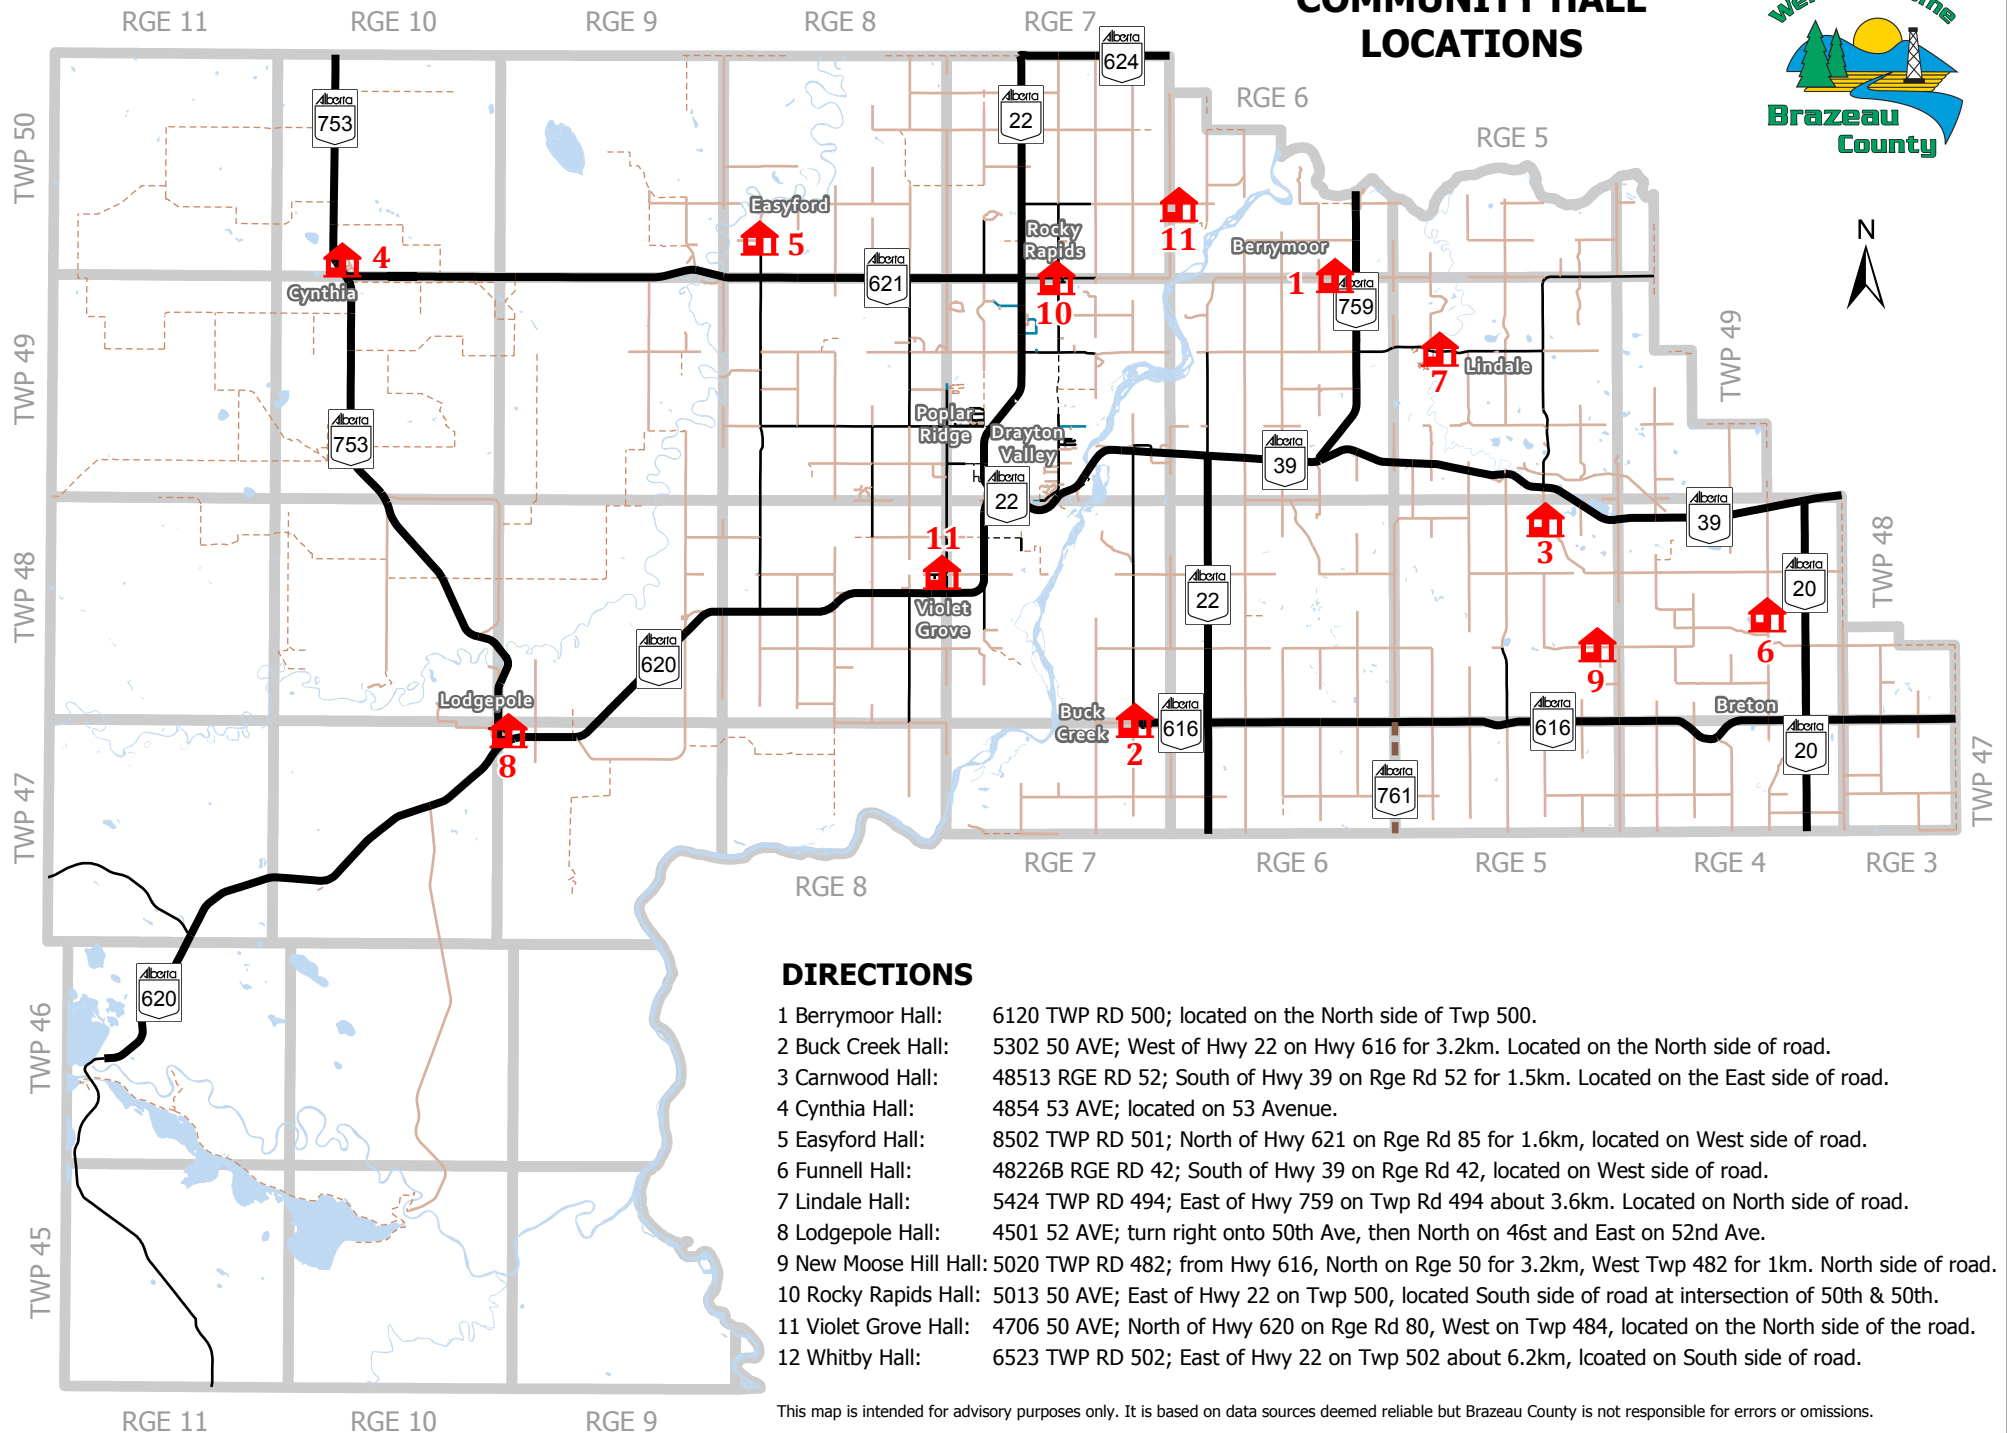 COMMUNITY HALL
LOCATIONS
Brazeau
County
RGE 11
RGE 10
RGE 9
RGE 8
RGE 7
RGE 6
RGE 5
TWP 50
TWP 49
TWP 48
TWP 47
TWP 46
TWP 45
TWP 49
TWP 48
TWP 47
N
Alberta
624
Alberta
753
Alberta
22
Easyford
5
Rocky
Rapids
11
Berrymoor
4
Cynthia
Alberta
621
10
1
Alberta
759
7
Lindale
Alberta
753
Poplar
Ridge
Drayton
Valley
Alberta
39
Alberta
22
Alberta
39
3
11
Violet
Grove
Alberta
22
Alberta
20
6
Alberta
620
9
Lodgepole
8
Buck
Creek
2
Alberta
616
Alberta
616
Breton
Alberta
20
Alberta
761
RGE 8
RGE 7
RGE 6
RGE 5
RGE 4
RGE 3
Alberta
620
DIRECTIONS
1 Berrymoor Hall: 6120 TWP RD 500; located on the North side of Twp 500.
2 Buck Creek Hall: 5302 50 AVE; West of Hwy 22 on Hwy 616 for 3.2km. Located on the North side of road.
3 Carnwood Hall: 48513 RGE RD 52; South of Hwy 39 on Rge Rd 52 for 1.5km. Located on the East side of road.
4 Cynthia Hall: 4854 53 AVE; located on 53 Avenue.
5 Easyford Hall: 8502 TWP RD 501; North of Hwy 621 on Rge Rd 85 for 1.6km, located on West side of road.
6 Funnell Hall: 48226B RGE RD 42; South of Hwy 39 on Rge Rd 42, located on West side of road.
7 Lindale Hall: 5424 TWP RD 494; East of Hwy 759 on Twp Rd 494 about 3.6km. Located on North side of road.
8 Lodgepole Hall: 4501 52 AVE; turn right onto 50th Ave, then North on 46st and East on 52nd Ave.
9 New Moose Hill Hall: 5020 TWP RD 482; from Hwy 616, North on Rge 50 for 3.2km, West Twp 482 for 1km. North side of road.
10 Rocky Rapids Hall: 5013 50 AVE; East of Hwy 22 on Twp 500, located South side of road at intersection of 50th & 50th.
11 Violet Grove Hall: 4706 50 AVE; North of Hwy 620 on Rge Rd 80, West on Twp 484, located on the North side of the road.
12 Whitby Hall: 6523 TWP RD 502; East of Hwy 22 on Twp 502 about 6.2km, lcoated on South side of road.
This map is intended for advisory purposes only. It is based on data sources deemed reliable but Brazeau County is not responsible for errors or omissions.
RGE 11
RGE 10
RGE 9